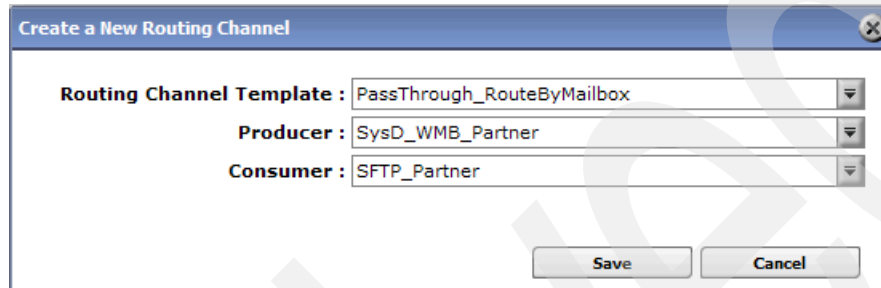 Create a New Routing Channel
Routing Channel Template : PassThrough_RouteByMailbox
Producer : SysD_WMB_Partner
Consumer : SFTP_Partner
Save Cancel